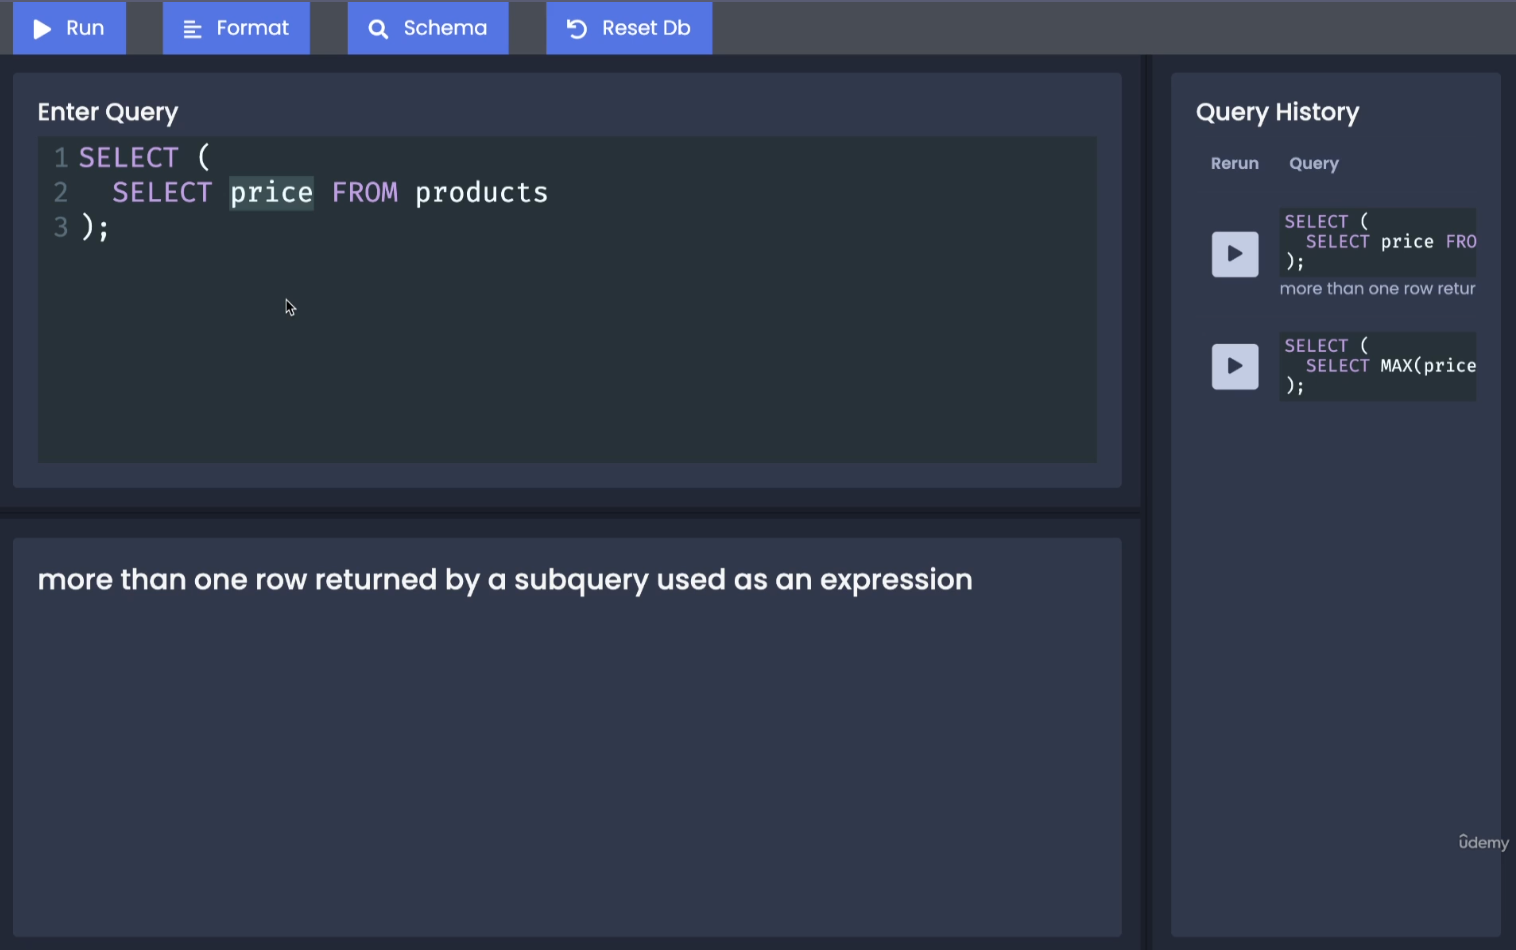 Run Format Schema Reset Db
Enter Query
1 SELECT (
2   SELECT price FROM products
3 );
more than one row returned by a subquery used as an expression
Query History
Rerun Query
SELECT (
  SELECT price FRO
);
more than one row retur
SELECT (
  SELECT MAX(price
);
ûdemy